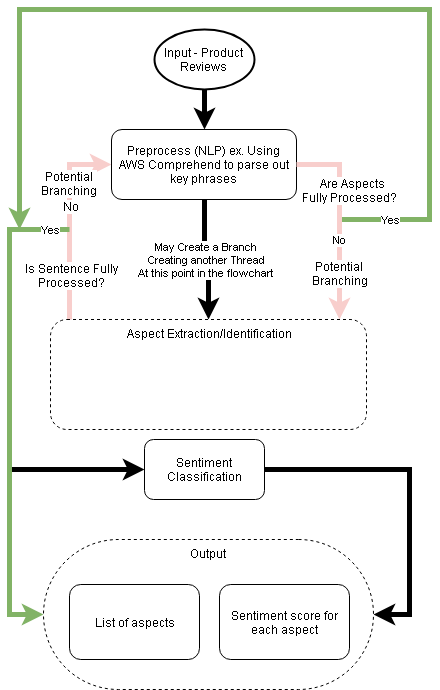 Input - Product
Reviews
Preprocess (NLP) ex. Using
AWS Comprehend to parse out
key phrases
Potential
Branching
No
Yes
Is Sentence Fully
Processed?
May Create a Branch
Creating another Thread
At this point in the flowchart
Are Aspects
Fully Processed?
Yes
No
Potential
Branching
Aspect Extraction/Identification
Sentiment
Classification
Output
List of aspects
Sentiment score for
each aspect